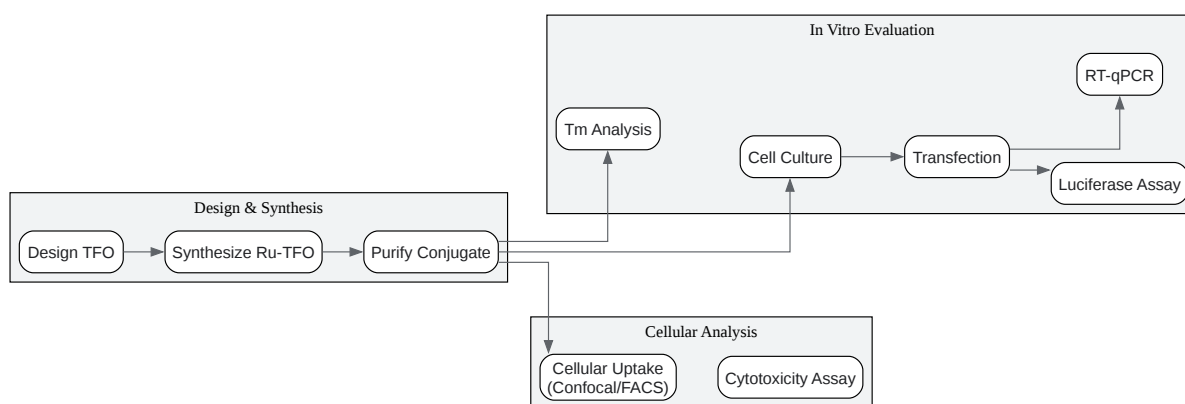 In Vitro Evaluation
RT-qPCR
Tm Analysis
Cell Culture
Transfection
Luciferase Assay
Design & Synthesis
Design TFO
Synthesize Ru-TFO
Purify Conjugate
Cellular Analysis
Cellular Uptake
(Confocal/FACS)
Cytotoxicity Assay